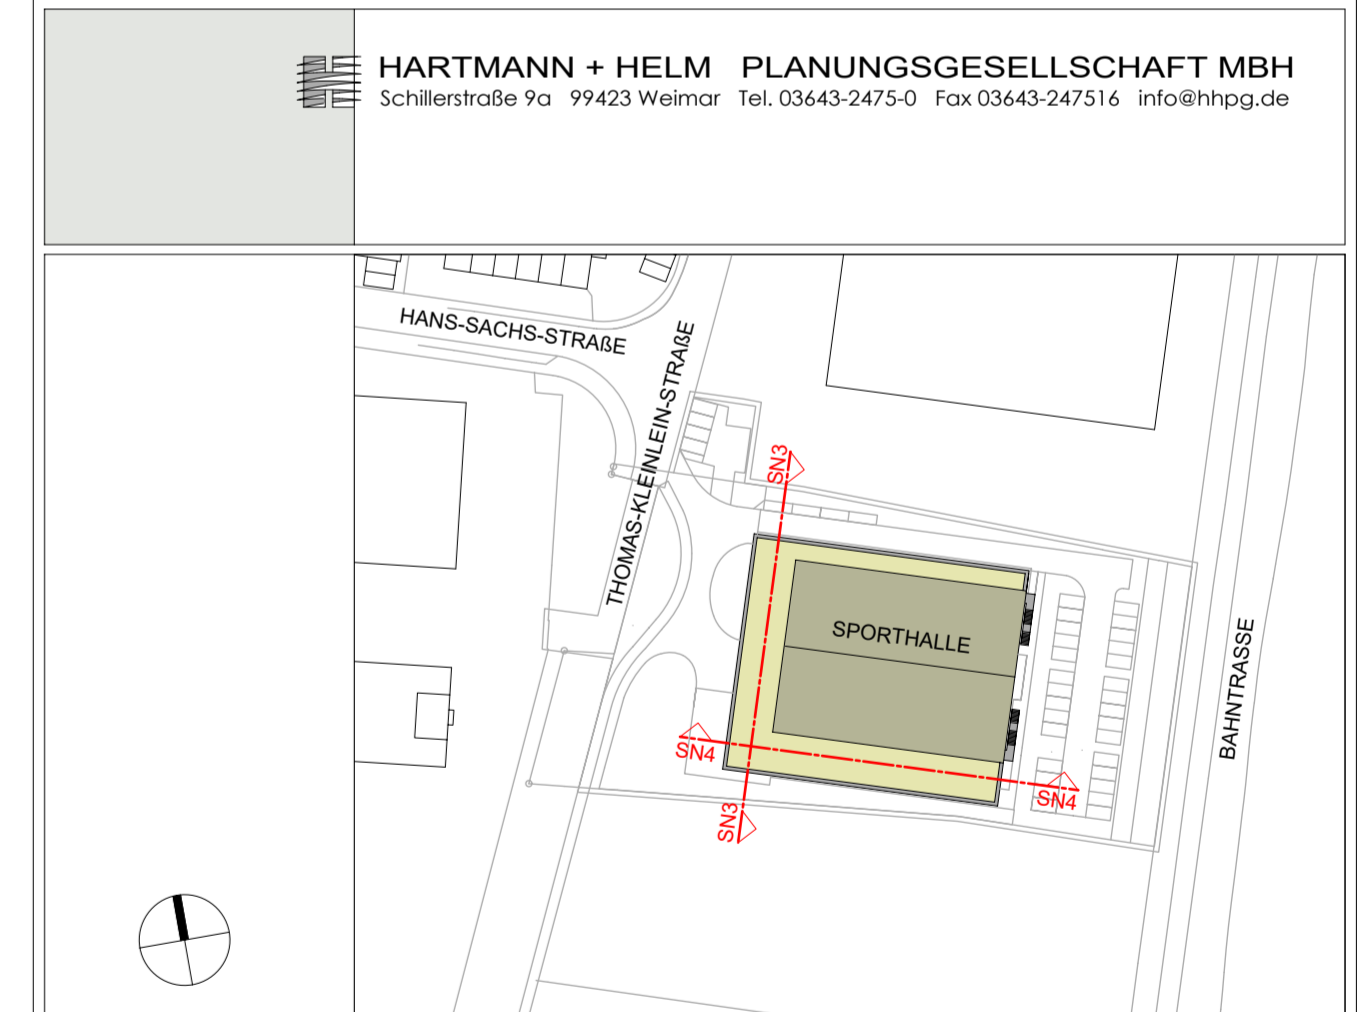 HARTMANN + HELM PLANUNGSGESELLSCHAFT MBH
Schillerstraße 9a 99423 Weimar Tel. 03643-2475-0 Fax 03643-247516 info@hhpg.de
HANS-SACHS-STRAßE
THOMAS-KLEINLEIN-STRAßE
SN3
SPORTHALLE
BAHNTRASSE
SN4
SN4
SN3